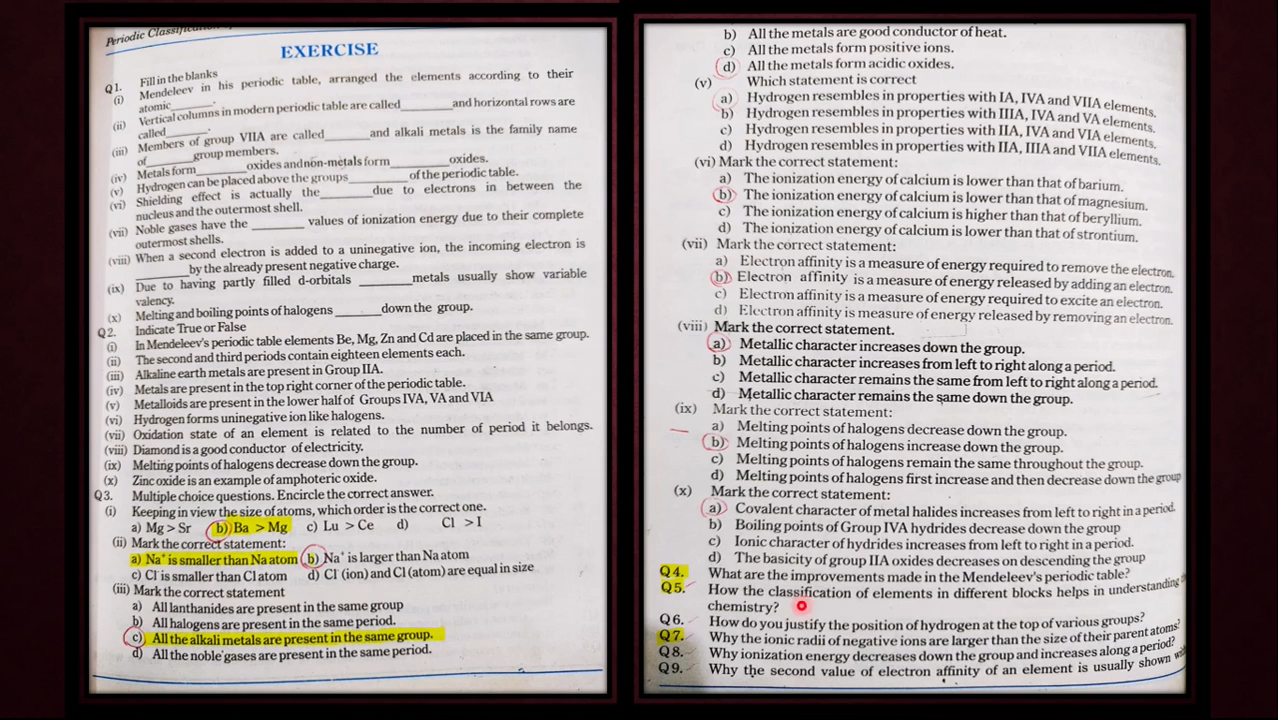 Periodic Classification
EXERCISE
Q1. Fill in the blanks
(i) Mendeleev in his periodic table, arranged the elements according to their
atomic______.
(ii) Vertical columns in modern periodic table are called______and horizontal rows are
called______.
(iii) Members of group VIIA are called ______ and alkali metals is the family name
of______group members.
(iv) Metals form______oxides and non-metals form ______oxides.
(v) Hydrogen can be placed above the groups______ of the periodic table.
(vi) Shielding effect is actually the______due to electrons in between the
nucleus and the outermost shell.
(vii) Noble gases have the ______ values of ionization energy due to their complete
outermost shells.
(viii) When a second electron is added to a uninegative ion, the incoming electron is
______by the already present negative charge.
(ix) Due to having partly filled d-orbitals ______metals usually show variable
valency.
(x) Melting and boiling points of halogens ______down the group.
Q2. Indicate True or False
(i) In Mendeleev's periodic table elements Be, Mg, Zn and Cd are placed in the same group.
(ii) The second and third periods contain eighteen elements each.
(iii) Alkaline earth metals are present in Group IIA.
(iv) Metals are present in the top right corner of the periodic table.
(v) Metalloids are present in the lower half of Groups IVA, VA and VIA
(vi) Hydrogen forms uninegative ion like halogens.
(vii) Oxidation state of an element is related to the number of period it belongs.
(viii) Diamond is a good conductor of electricity.
(ix) Melting points of halogens decrease down the group.
(x) Zinc oxide is an example of amphoteric oxide.
Q3. Multiple choice questions. Encircle the correct answer.
(i) Keeping in view the size of atoms, which order is the correct one.
a) Mg > Sr b) Ba > Mg c) Lu > Ce d) Cl > I
(ii) Mark the correct statement:
a) Na⁺ is smaller than Na atom b) Na⁺ is larger than Na atom
c) Cl⁻ is smaller than Cl atom d) Cl⁻ (ion) and Cl (atom) are equal in size
(iii) Mark the correct statement
a) All lanthanides are present in the same group
b) All halogens are present in the same period.
c) All the alkali metals are present in the same group.
d) All the noble gases are present in the same period.
b) All the metals are good conductor of heat.
c) All the metals form positive ions.
d) All the metals form acidic oxides.
(v) Which statement is correct
a) Hydrogen resembles in properties with IA, IVA and VIIA elements.
b) Hydrogen resembles in properties with IIIA, IVA and VA elements.
c) Hydrogen resembles in properties with IIA, IVA and VIA elements.
d) Hydrogen resembles in properties with IIA, IIIA and VIIA elements.
(vi) Mark the correct statement:
a) The ionization energy of calcium is lower than that of barium.
b) The ionization energy of calcium is lower than that of magnesium.
c) The ionization energy of calcium is higher than that of beryllium.
d) The ionization energy of calcium is lower than that of strontium.
(vii) Mark the correct statement:
a) Electron affinity is a measure of energy required to remove the electron.
b) Electron affinity is a measure of energy released by adding an electron.
c) Electron affinity is a measure of energy required to excite an electron.
d) Electron affinity is measure of energy released by removing an electron.
(viii) Mark the correct statement.
a) Metallic character increases down the group.
b) Metallic character increases from left to right along a period.
c) Metallic character remains the same from left to right along a period.
d) Metallic character remains the same down the group.
(ix) Mark the correct statement:
a) Melting points of halogens decrease down the group.
b) Melting points of halogens increase down the group.
c) Melting points of halogens remain the same throughout the group.
d) Melting points of halogens first increase and then decrease down the group
(x) Mark the correct statement:
a) Covalent character of metal halides increases from left to right in a period.
b) Boiling points of Group IVA hydrides decrease down the group
c) Ionic character of hydrides increases from left to right in a period.
d) The basicity of group IIA oxides decreases on descending the group
Q4. What are the improvements made in the Mendeleev's periodic table?
Q5. How the classification of elements in different blocks helps in understanding
chemistry?
Q6. How do you justify the position of hydrogen at the top of various groups?
Q7. Why the ionic radii of negative ions are larger than the size of their parent atoms?
Q8. Why ionization energy decreases down the group and increases along a period?
Q9. Why the second value of electron affinity of an element is usually shown